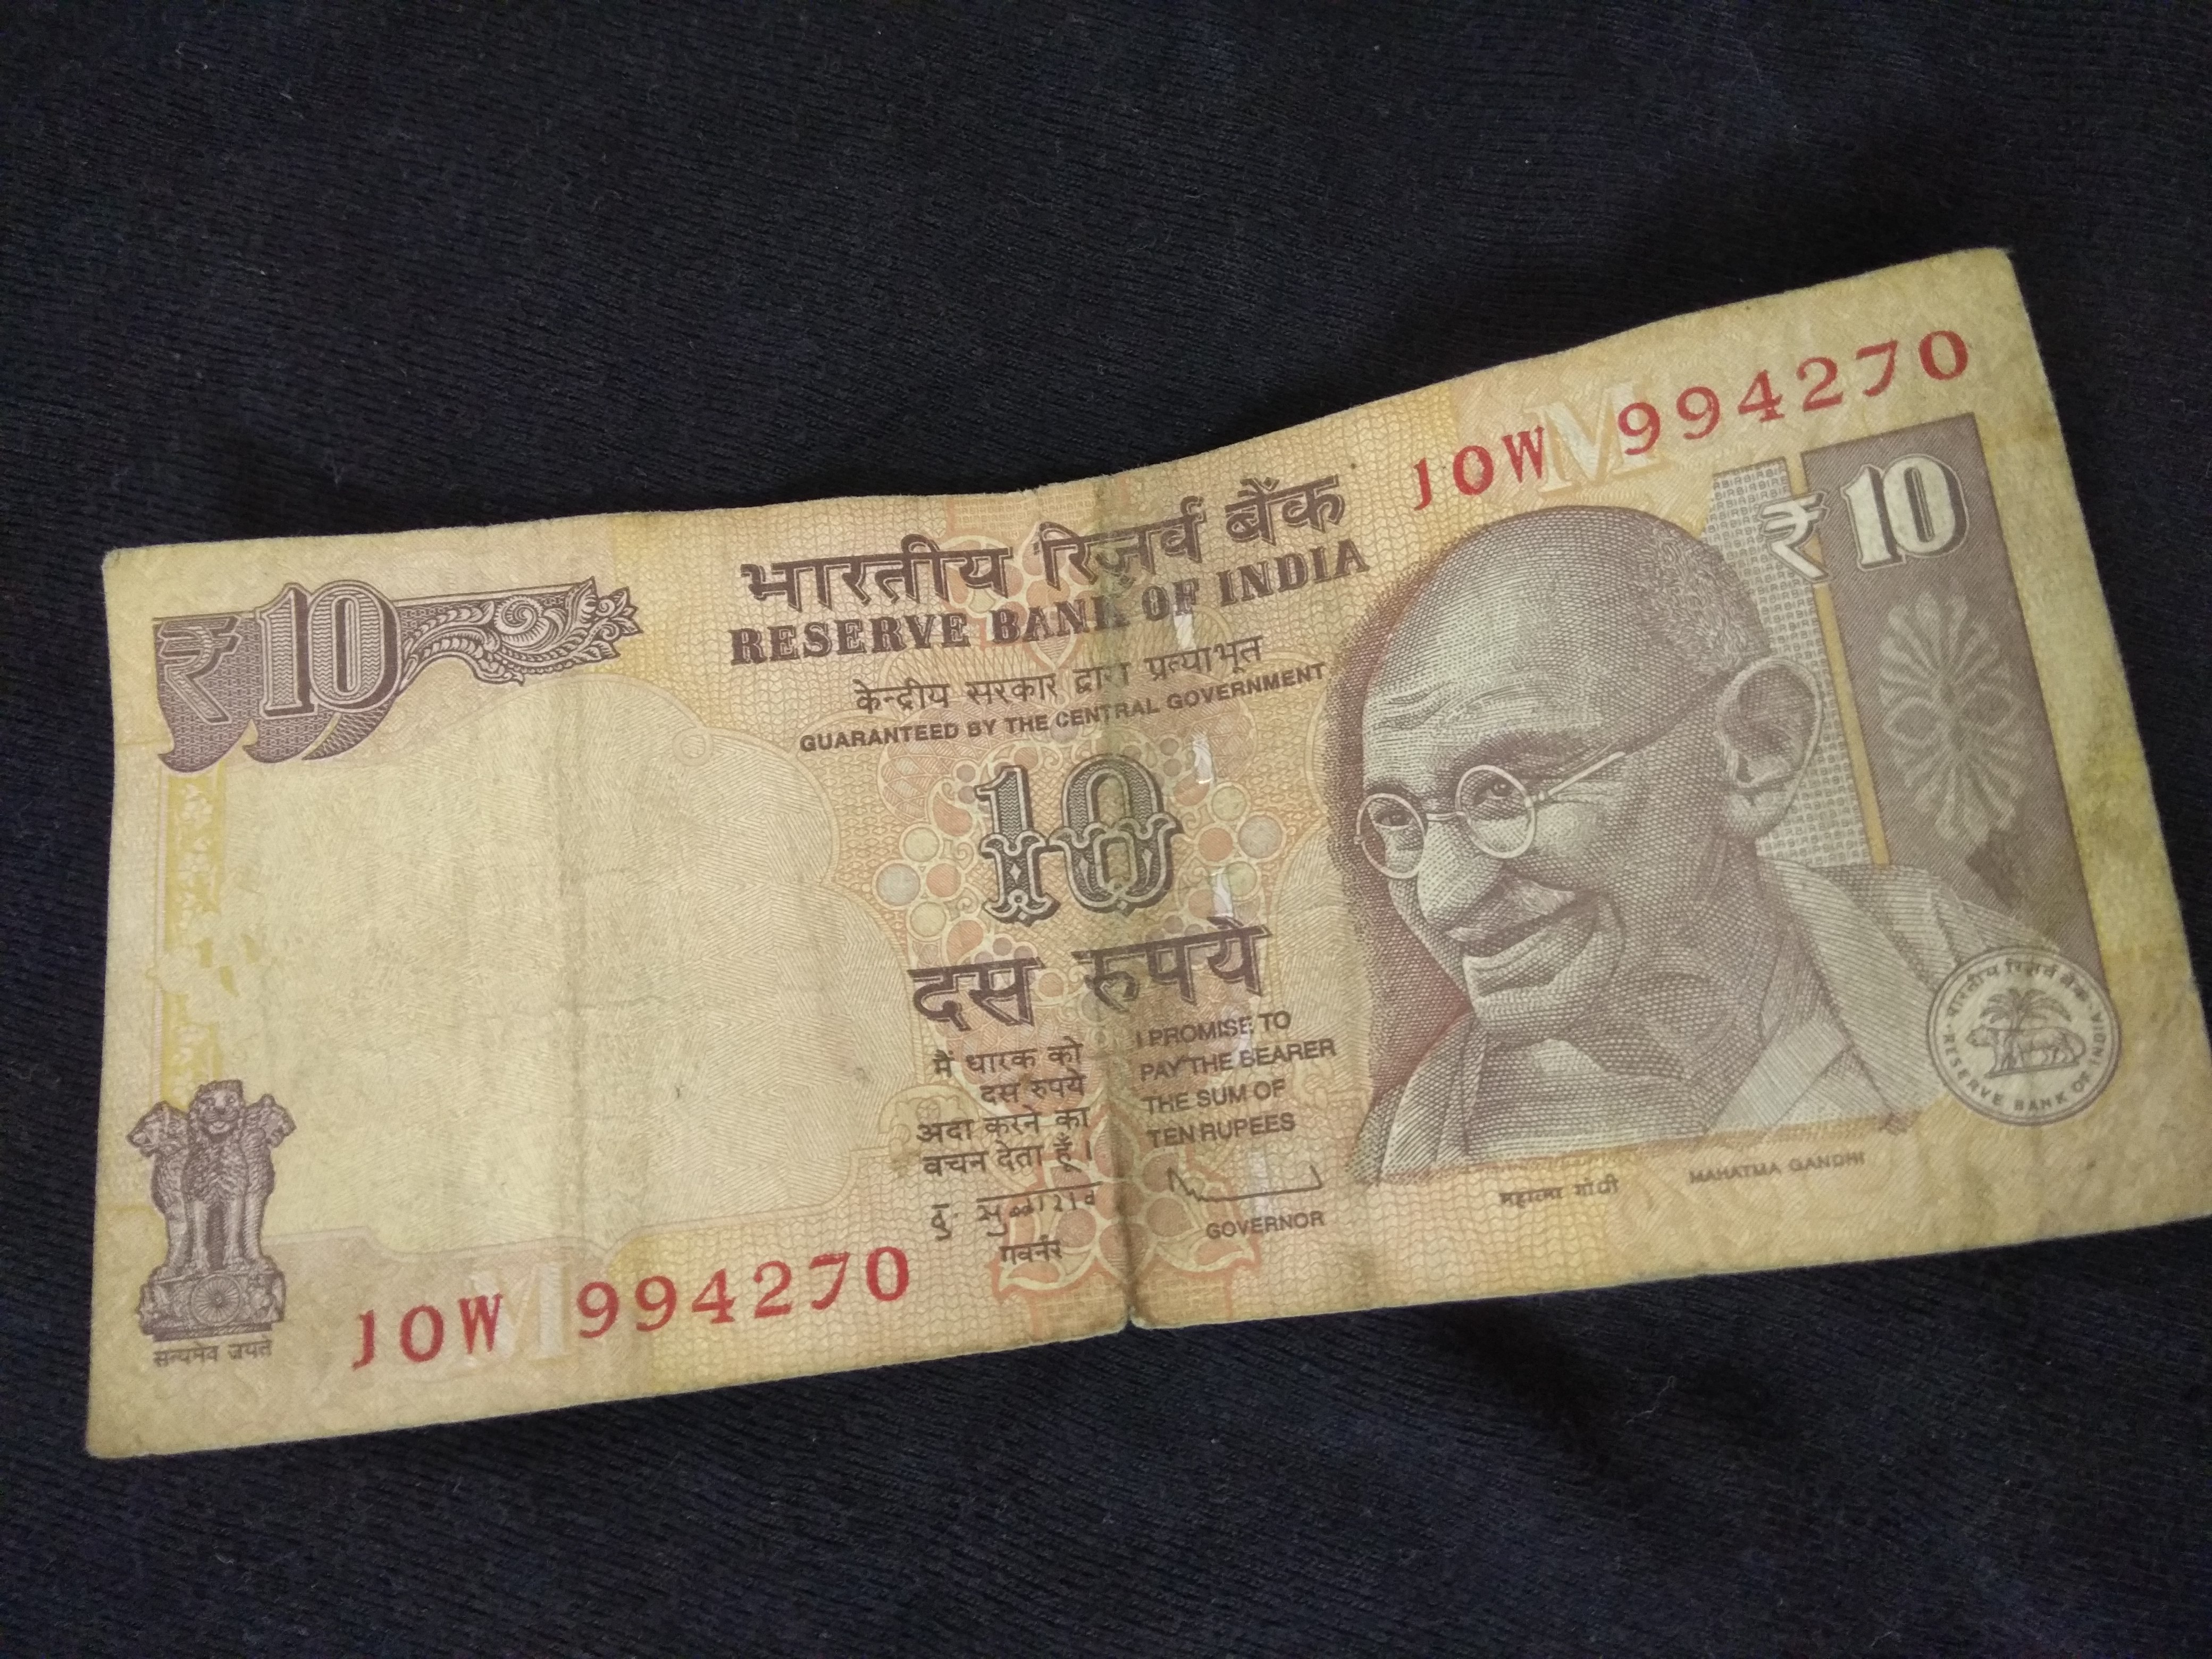 10W 994270
₹ 10
₹ 10
भारतीय रिज़र्व बैंक
RESERVE BANK OF INDIA
केन्द्रीय सरकार द्वारा प्रत्याभूत
GUARANTEED BY THE CENTRAL GOVERNMENT
10
दस रुपये
मैं धारक को
दस रुपये
अदा करने का
वचन देता हूँ।
गवर्नर
I PROMISE TO
PAY THE BEARER
THE SUM OF
TEN RUPEES
GOVERNOR
महात्मा गांधी
MAHATMA GANDHI
भारतीय रिज़र्व बैंक
RESERVE BANK OF INDIA
सत्यमेव जयते
10W 994270
M
M